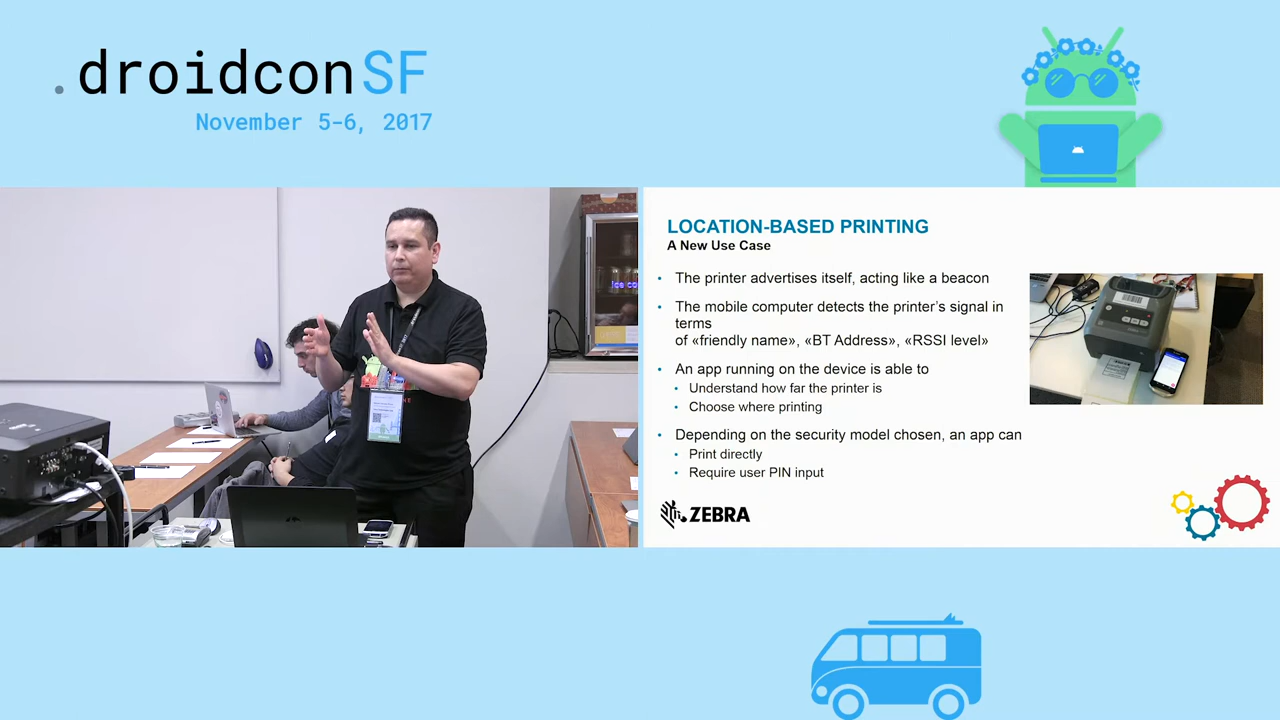 .droidconSF
November 5-6, 2017
LOCATION-BASED PRINTING
A New Use Case
• The printer advertises itself, acting like a beacon
• The mobile computer detects the printer's signal in
terms
of «friendly name», «BT Address», «RSSI level»
• An app running on the device is able to
• Understand how far the printer is
• Choose where printing
• Depending on the security model chosen, an app can
• Print directly
• Require user PIN input
ZEBRA